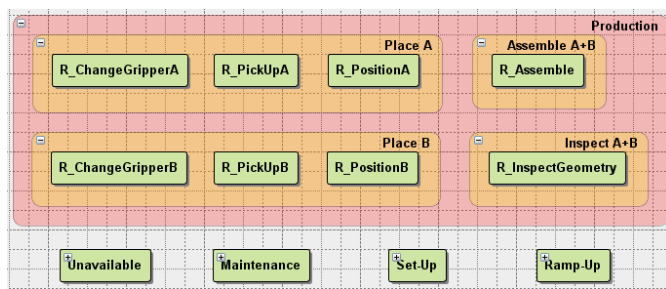 Production
Place A
Assemble A+B
R_ChangeGripperA
R_PickUpA
R_PositionA
R_Assemble
Place B
Inspect A+B
R_ChangeGripperB
R_PickUpB
R_PositionB
R_InspectGeometry
Unavailable
Maintenance
Set-Up
Ramp-Up